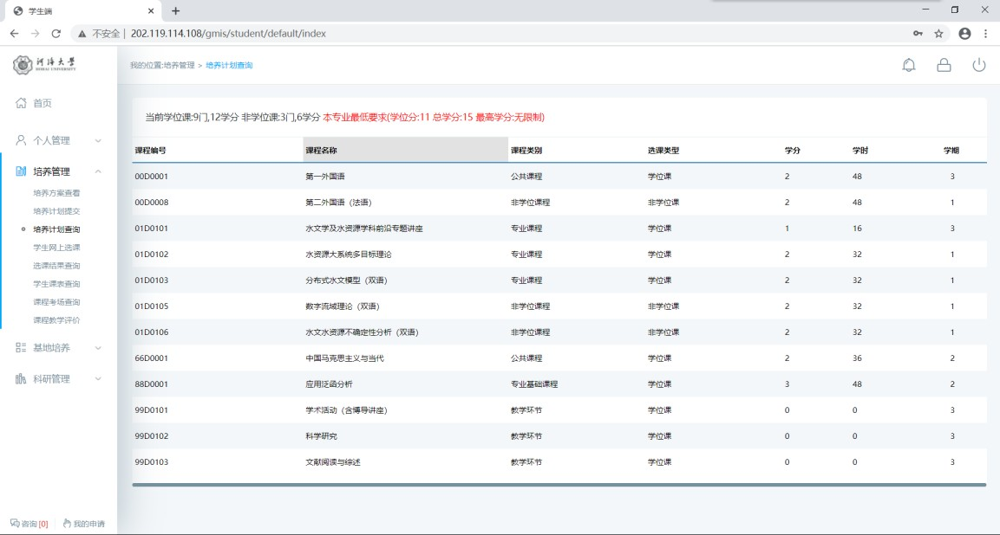 学生端
不安全 | 202.119.114.108/gmis/student/default/index
河海大学
HOHAI UNIVERSITY
我的位置:培养管理 > 培养计划查询
首页
个人管理
培养管理
培养方案查看
培养计划提交
培养计划查询
学生网上选课
选课结果查询
学生课表查询
课程考场查询
课程教学评价
基地培养
科研管理
咨询[0] 我的申请
当前学位课:9门,12学分 非学位课:3门,6学分 本专业最低要求(学位分:11 总学分:15 最高学分:无限制)
课程编号 课程名称 课程类别 选课类型 学分 学时 学期
00D0001 第一外国语 公共课程 学位课 2 48 3
00D0008 第二外国语（法语） 非学位课程 非学位课 2 48 1
01D0101 水文学及水资源学科前沿专题讲座 专业课程 学位课 1 16 3
01D0102 水资源大系统多目标理论 专业课程 学位课 2 32 1
01D0103 分布式水文模型（双语） 专业课程 学位课 2 32 1
01D0105 数字流域理论（双语） 非学位课程 非学位课 2 32 1
01D0106 水文水资源不确定性分析（双语） 非学位课程 非学位课 2 32 1
66D0001 中国马克思主义与当代 公共课程 学位课 2 36 2
88D0001 应用泛函分析 专业基础课程 学位课 3 48 2
99D0101 学术活动（含博导讲座） 教学环节 学位课 0 0 3
99D0102 科学研究 教学环节 学位课 0 0 3
99D0103 文献阅读与综述 教学环节 学位课 0 0 3